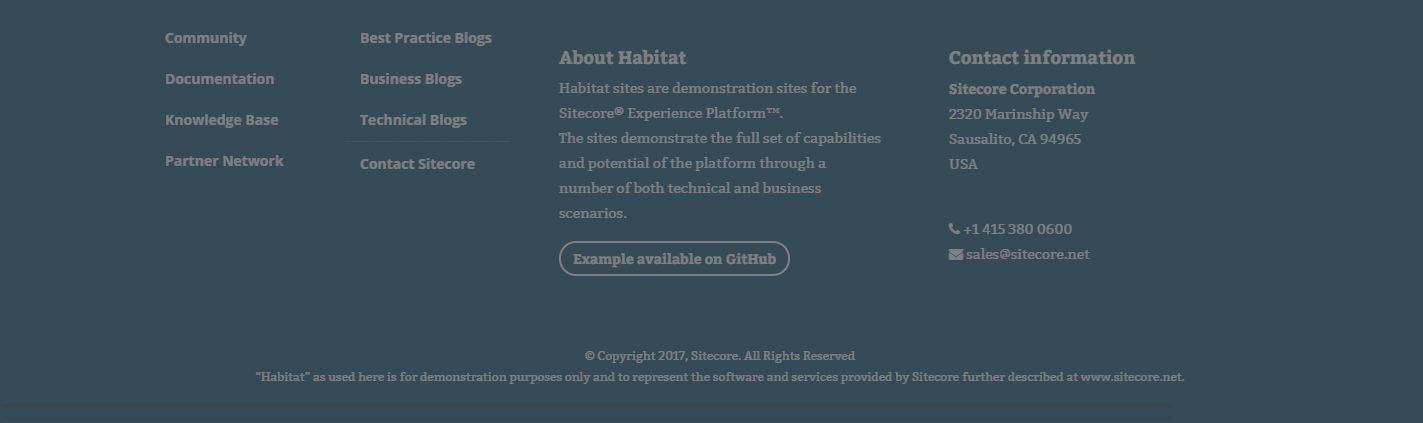 Community
Documentation
Knowledge Base
Partner Network
Best Practice Blogs
Business Blogs
Technical Blogs
Contact Sitecore
About Habitat
Habitat sites are demonstration sites for the
Sitecore® Experience Platform™.
The sites demonstrate the full set of capabilities
and potential of the platform through a
number of both technical and business
scenarios.
Example available on GitHub
Contact information
Sitecore Corporation
2320 Marinship Way
Sausalito, CA 94965
USA
+1 415 380 0600
sales@sitecore.net
© Copyright 2017, Sitecore. All Rights Reserved
“Habitat” as used here is for demonstration purposes only and to represent the software and services provided by Sitecore further described at www.sitecore.net.